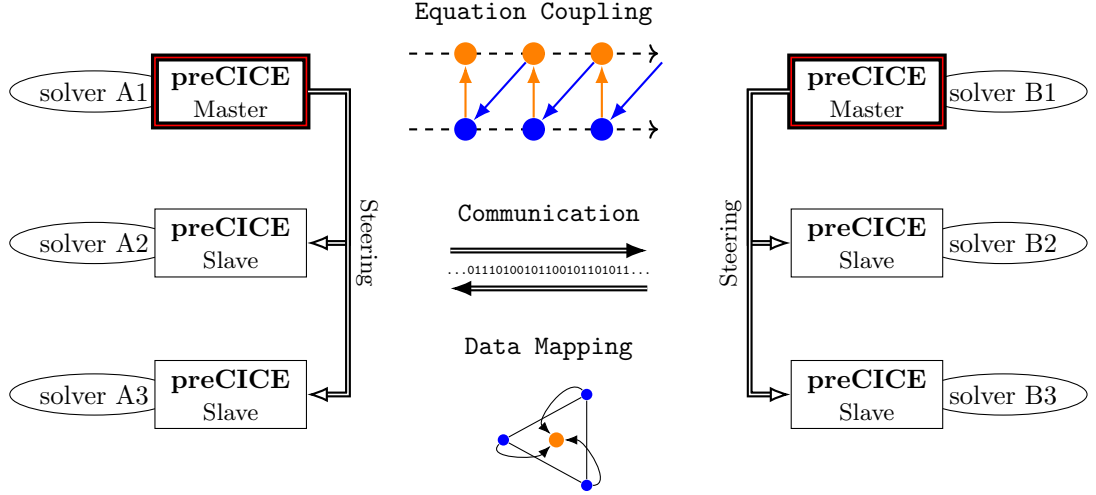 Equation Coupling
solver A1
preCICE
Master
preCICE
Master
solver B1
Steering
Steering
Communication
solver A2
preCICE
Slave
preCICE
Slave
solver B2
...01110100101100101101011...
Data Mapping
solver A3
preCICE
Slave
preCICE
Slave
solver B3